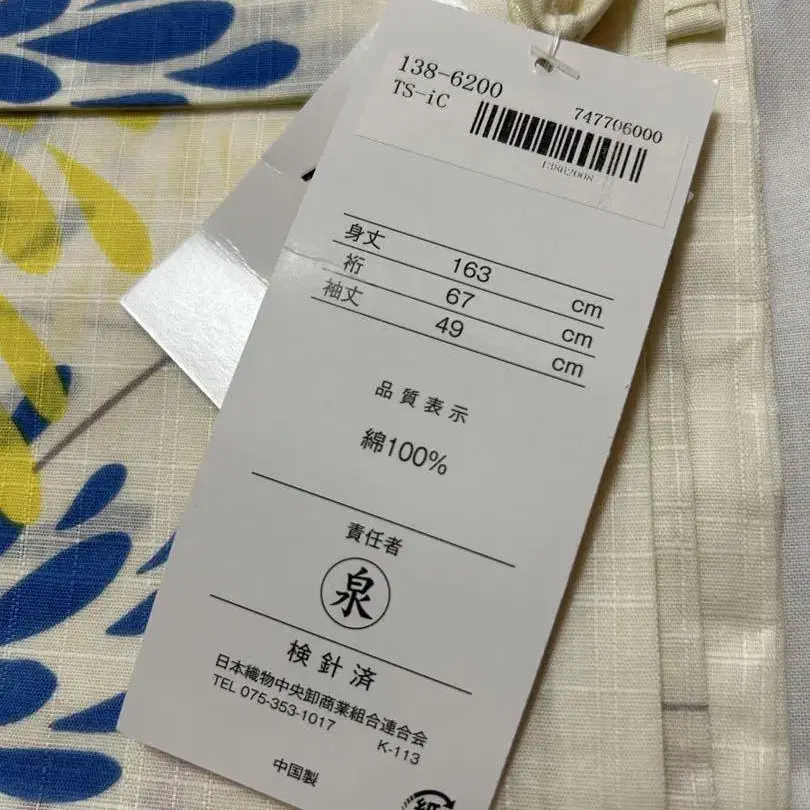 138-6200
TS-iC
747706000
13862008
身丈 163 cm
裄 67 cm
袖丈 49 cm
品質表示
綿100%
責任者
泉
検針済
日本織物中央卸商業組合連合会
TEL 075-353-1017 K-113
中国製
紙